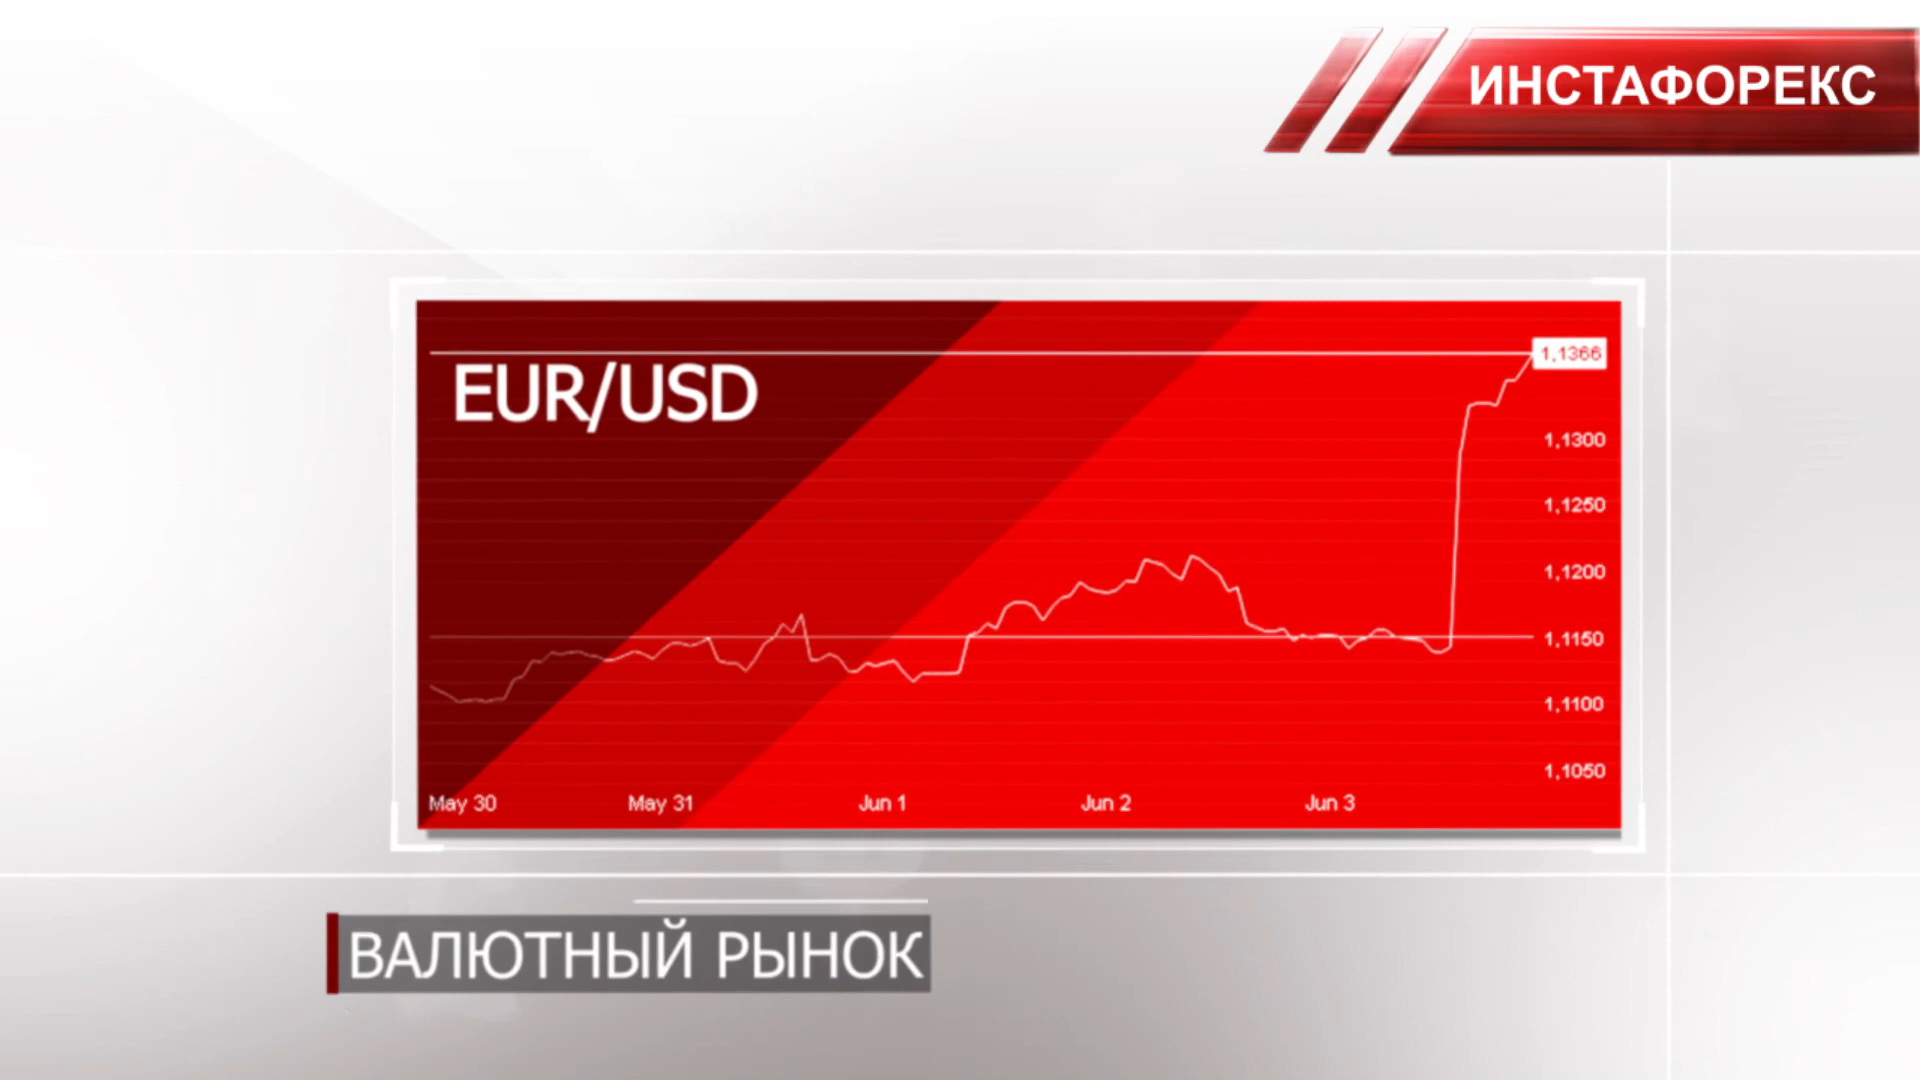 ИНСТАФОРЕКС
EUR/USD
1,1366
1,1300
1,1250
1,1200
1,1150
1,1100
1,1050
May 30 May 31 Jun 1 Jun 2 Jun 3
ВАЛЮТНЫЙ РЫНОК